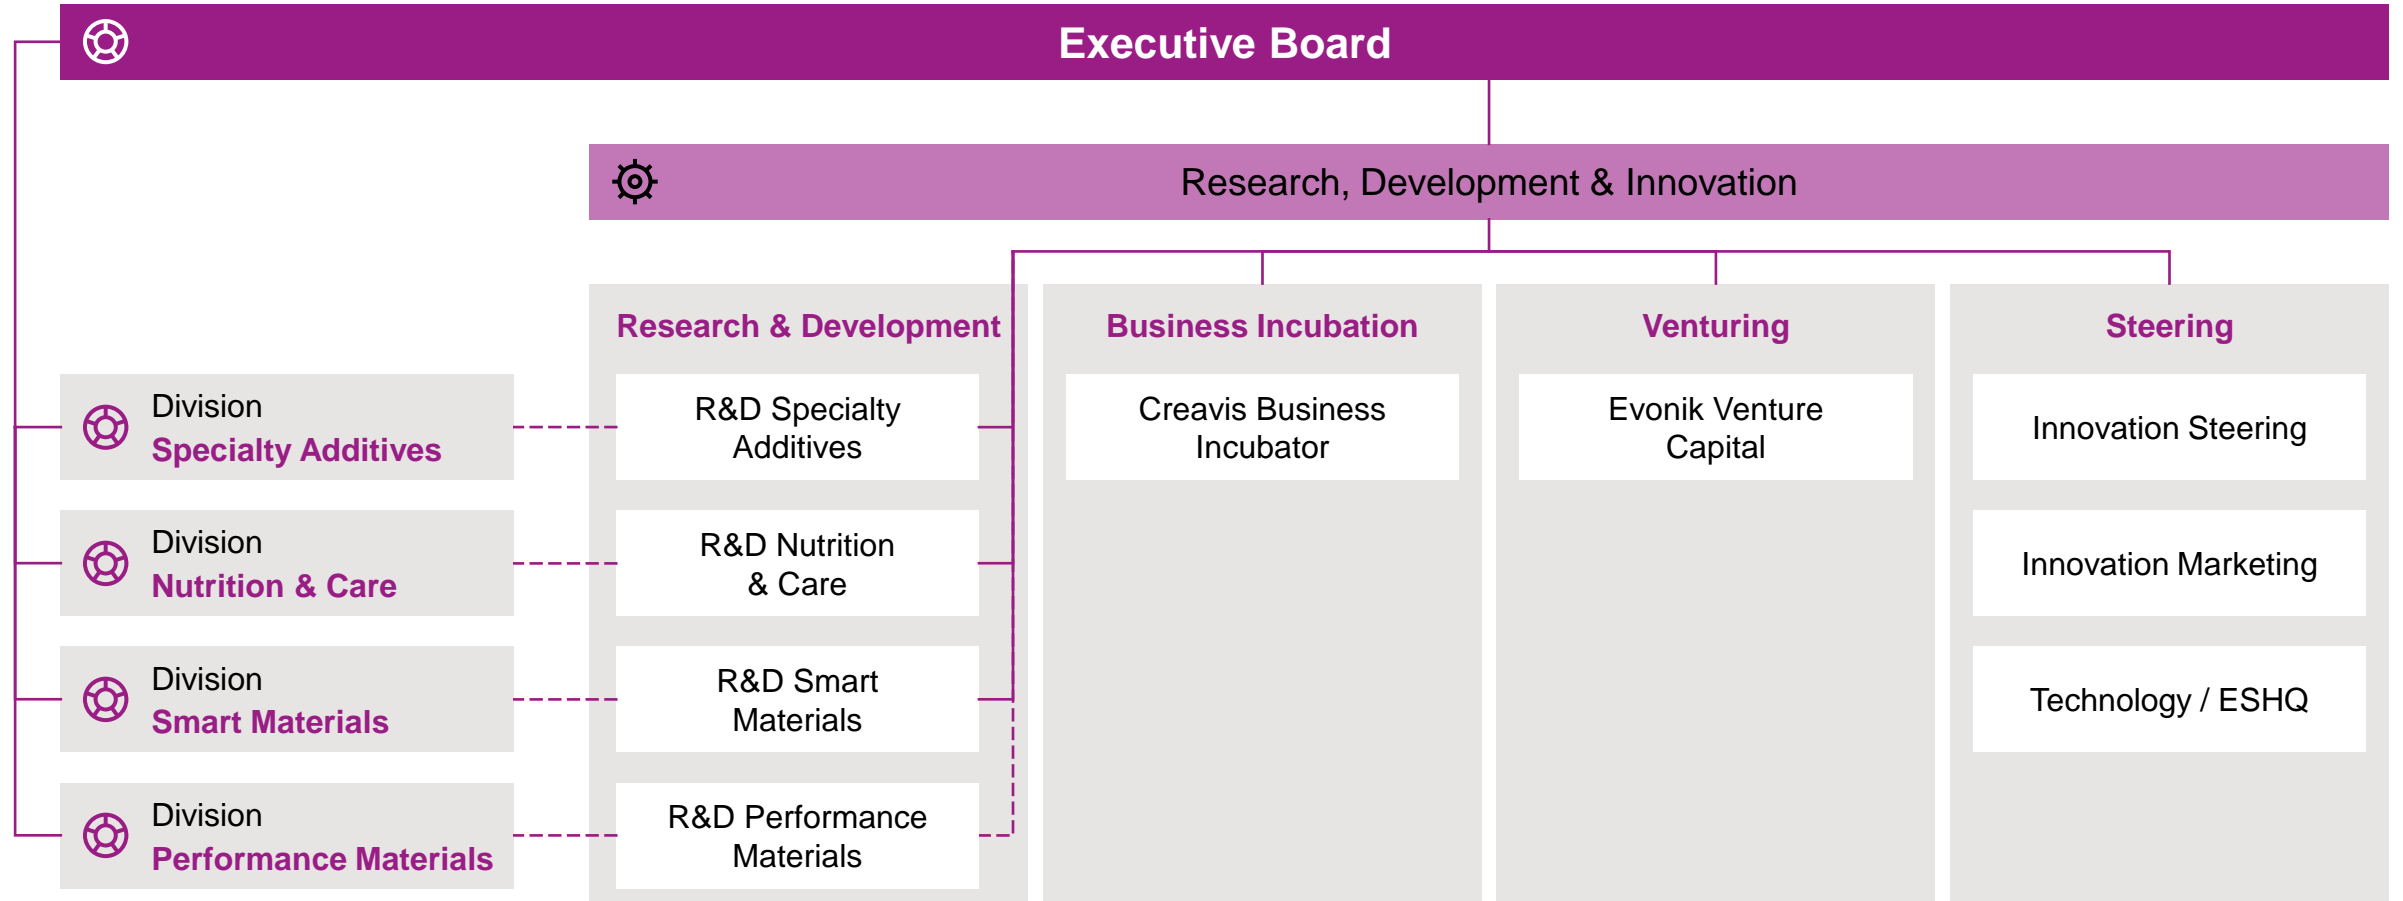 Executive Board
Research, Development & Innovation
Research & Development
Business Incubation
Venturing
Steering
Division
Specialty Additives
R&D Specialty
Additives
Creavis Business
Incubator
Evonik Venture
Capital
Innovation Steering
Division
Nutrition & Care
R&D Nutrition
& Care
Innovation Marketing
Division
Smart Materials
R&D Smart
Materials
Technology / ESHQ
Division
Performance Materials
R&D Performance
Materials